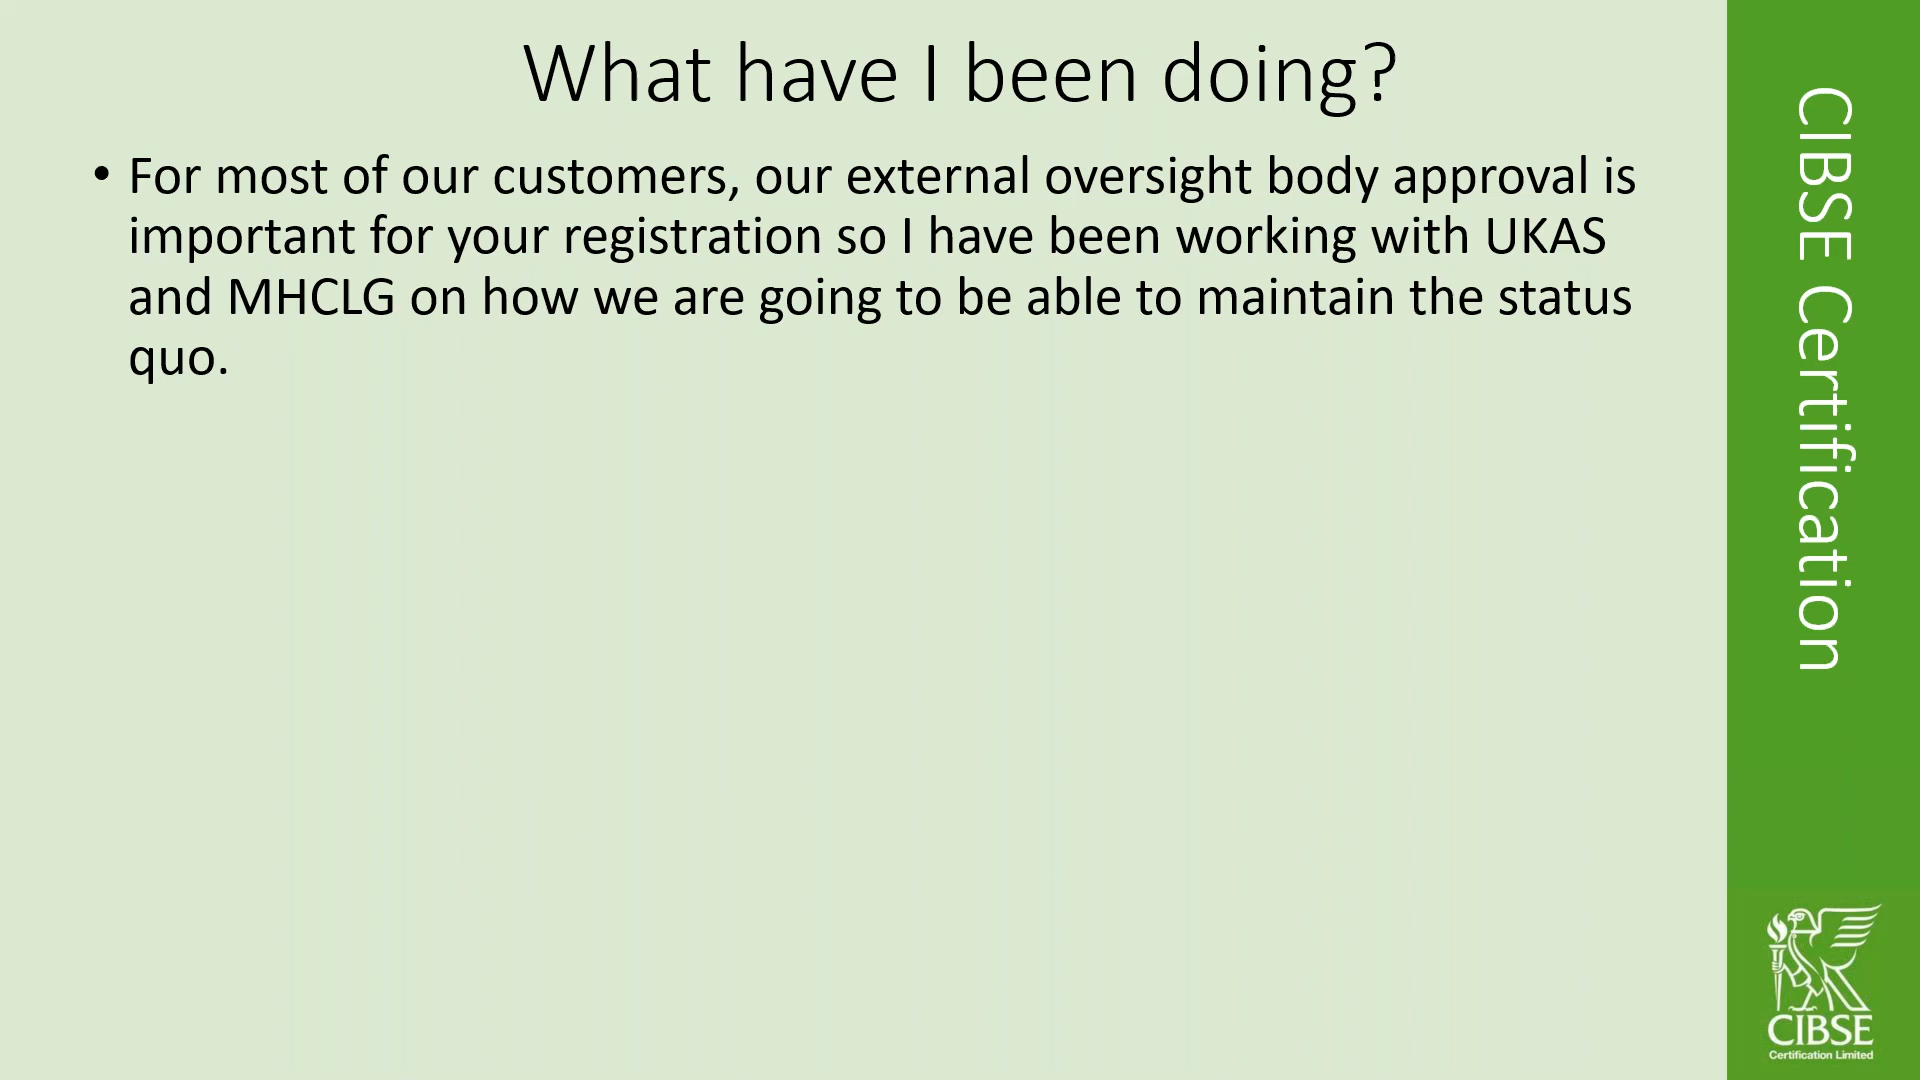 What have I been doing?
• For most of our customers, our external oversight body approval is
important for your registration so I have been working with UKAS
and MHCLG on how we are going to be able to maintain the status
quo.
CIBSE Certification
CIBSE
Certification Limited